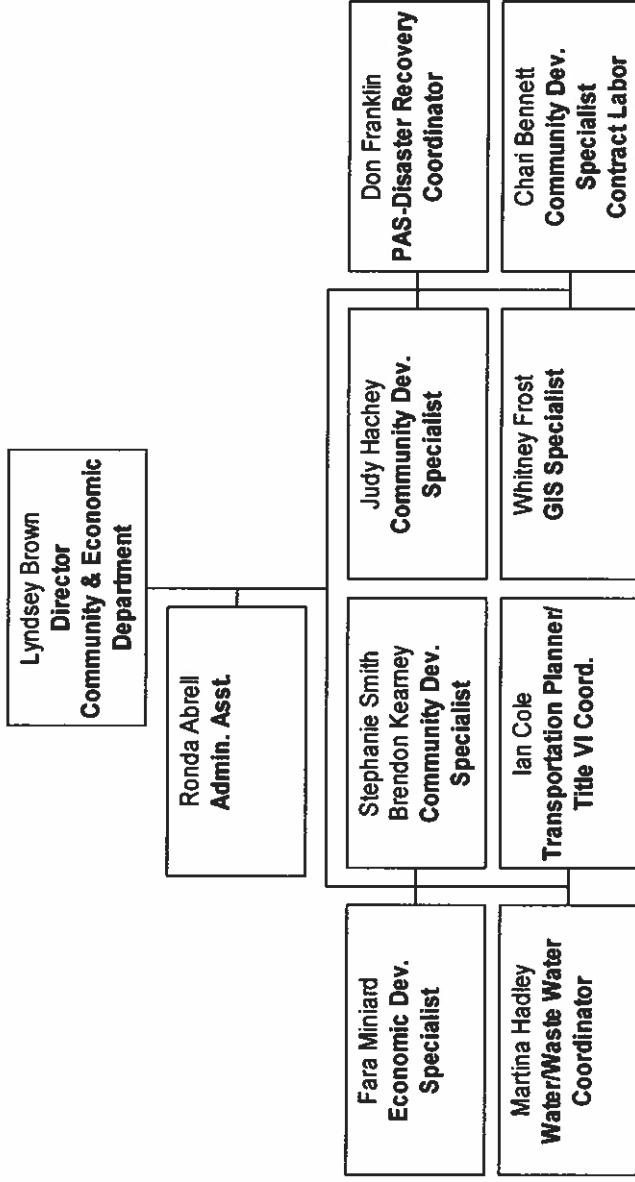 Lyndsey Brown
Director
Community & Economic
Department
Ronda Abrell
Admin. Asst.
Fara Miniard
Economic Dev.
Specialist
Stephanie Smith
Brendon Kearney
Community Dev.
Specialist
Judy Hachey
Community Dev.
Specialist
Don Franklin
PAS-Disaster Recovery
Coordinator
Martina Hadley
Water/Waste Water
Coordinator
Ian Cole
Transportation Planner/
Title VI Coord.
Whitney Frost
GIS Specialist
Chari Bennett
Community Dev.
Specialist
Contract Labor